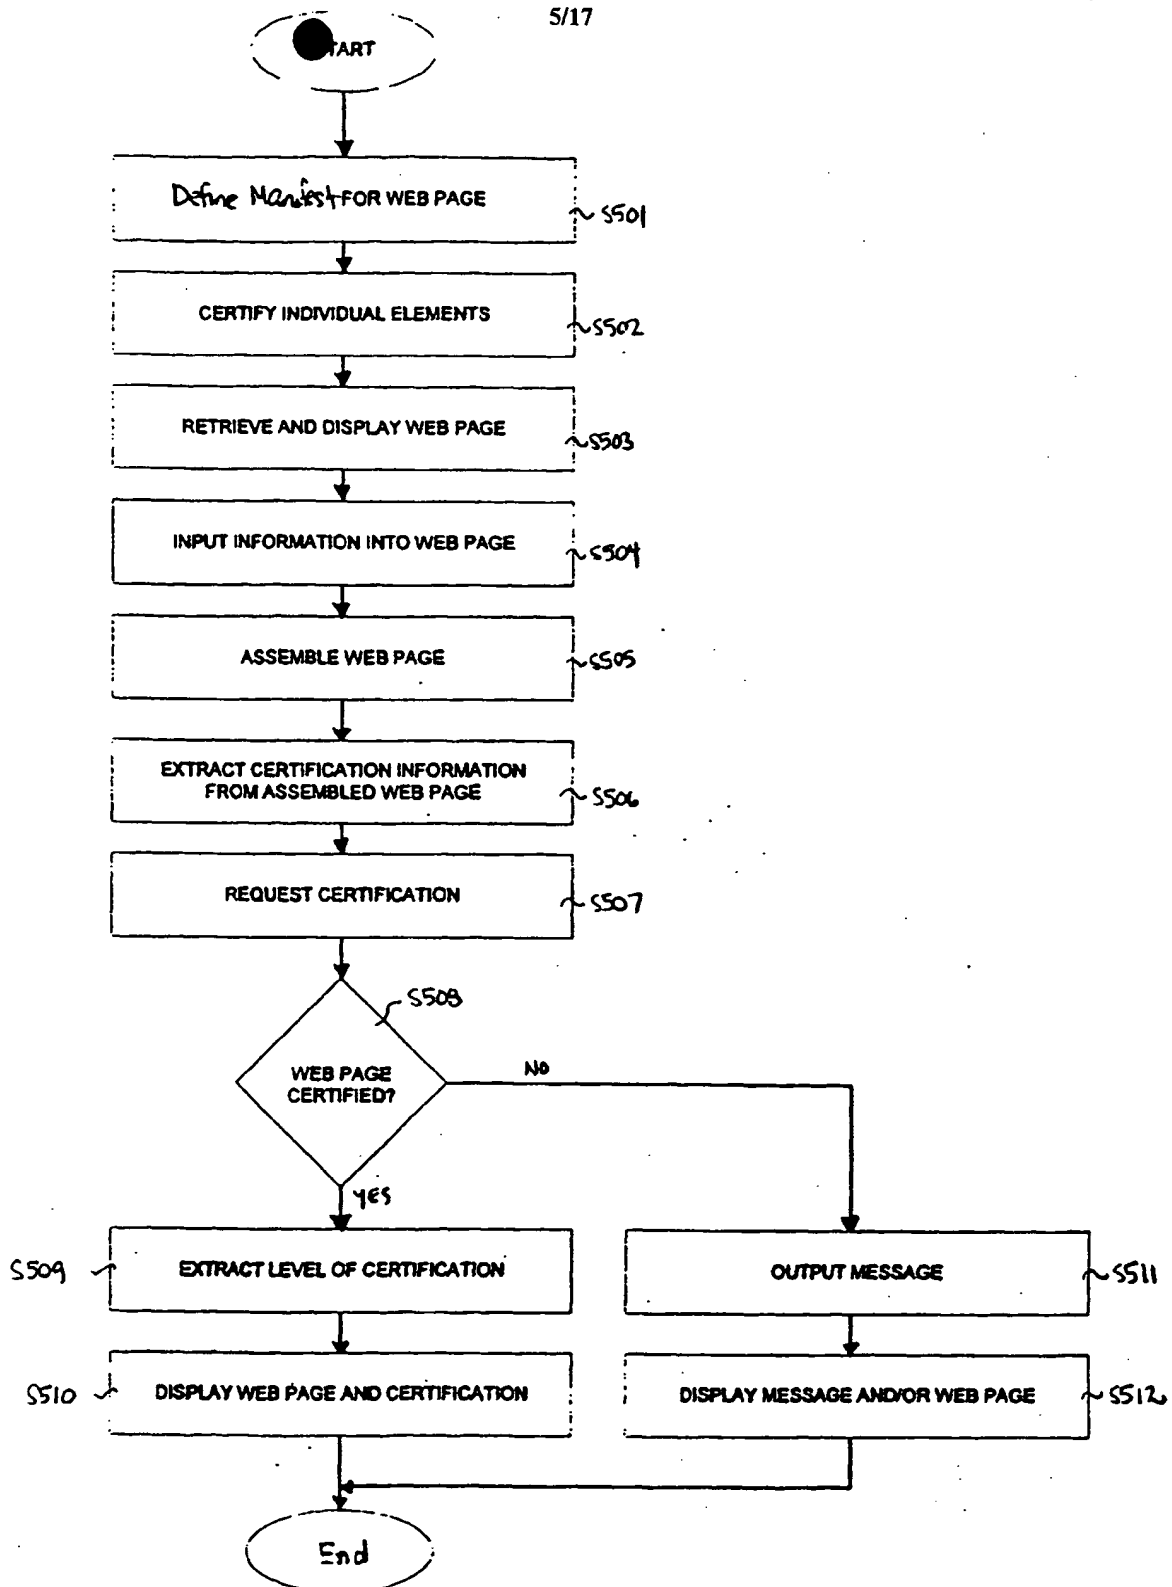 5/17
TART
Define Manifest FOR WEB PAGE
S501
CERTIFY INDIVIDUAL ELEMENTS
S502
RETRIEVE AND DISPLAY WEB PAGE
S503
INPUT INFORMATION INTO WEB PAGE
S504
ASSEMBLE WEB PAGE
S505
EXTRACT CERTIFICATION INFORMATION
FROM ASSEMBLED WEB PAGE
S506
REQUEST CERTIFICATION
S507
S508
WEB PAGE
CERTIFIED?
NO
YES
S509
EXTRACT LEVEL OF CERTIFICATION
OUTPUT MESSAGE
S511
S510
DISPLAY WEB PAGE AND CERTIFICATION
DISPLAY MESSAGE AND/OR WEB PAGE
S512
End